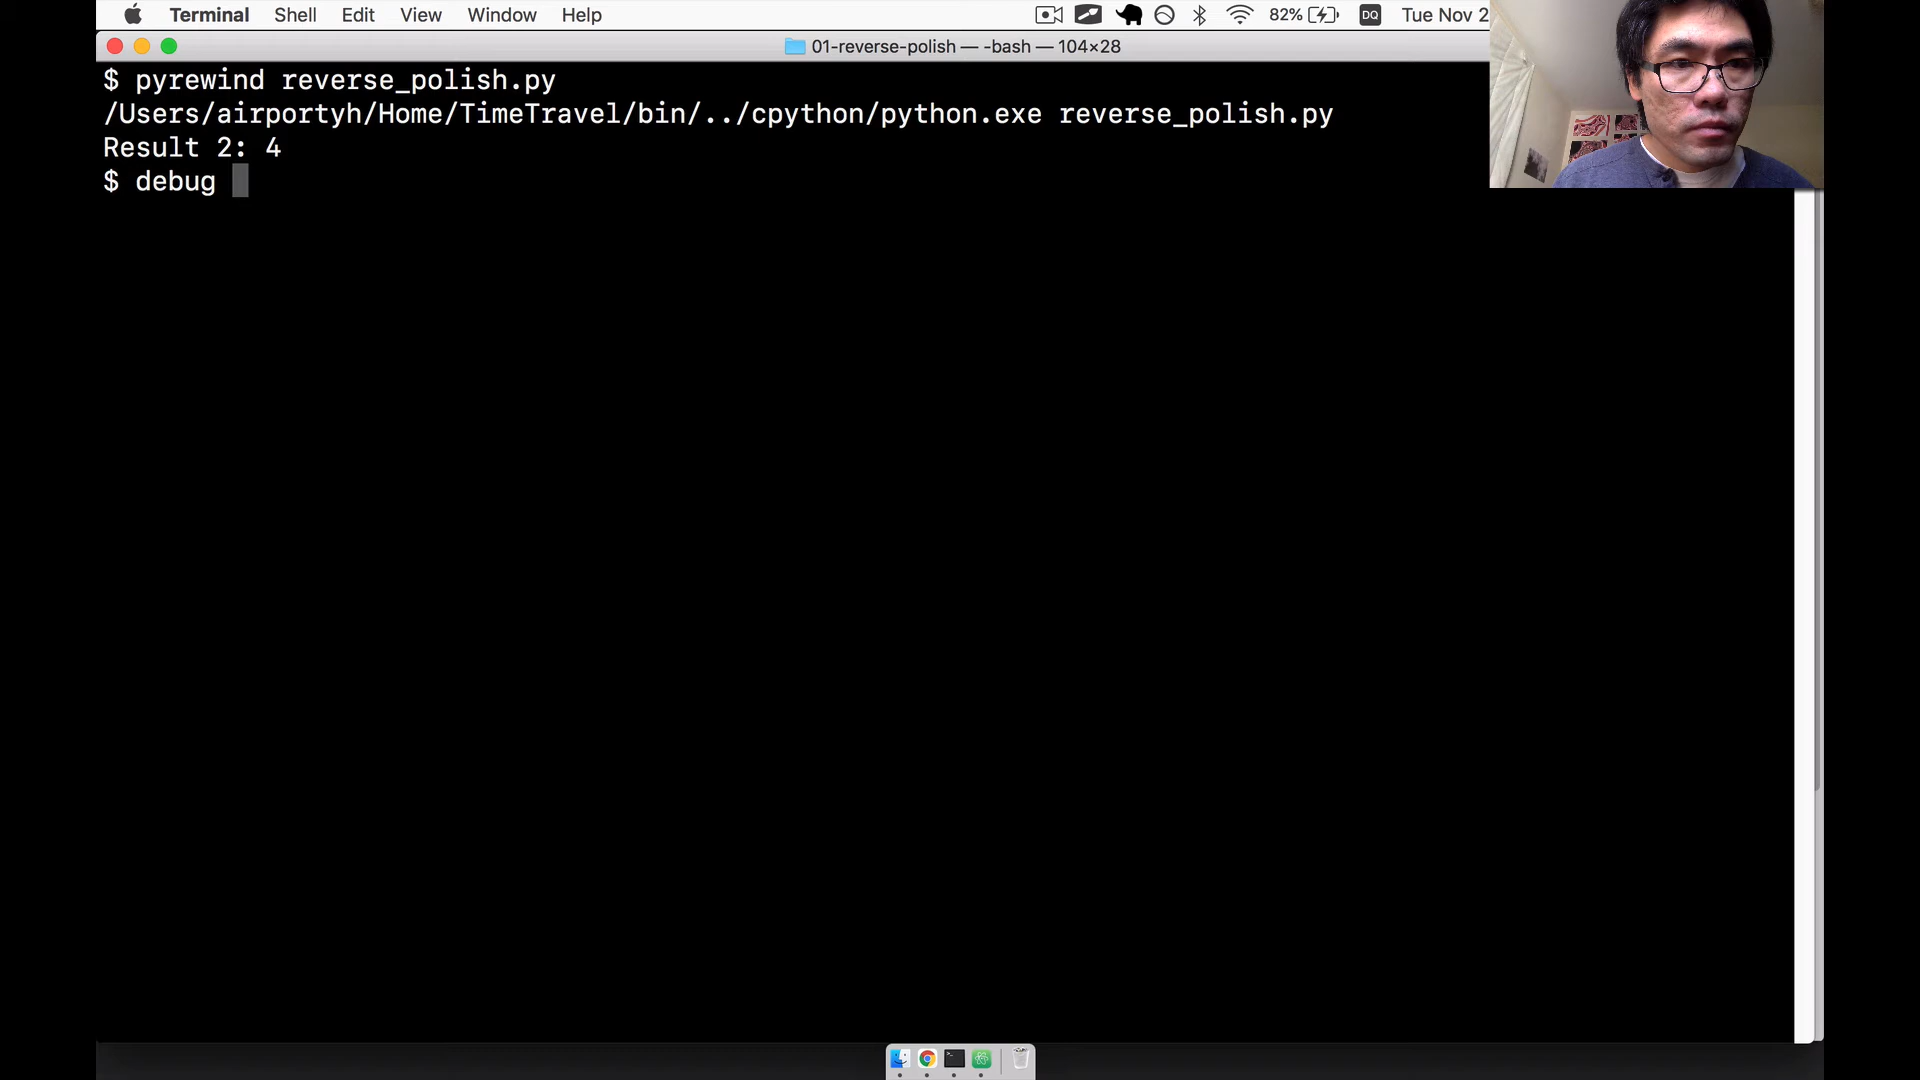 Terminal Shell Edit View Window Help 82% DQ Tue Nov 2
01-reverse-polish — -bash — 104×28
$ pyrewind reverse_polish.py
/Users/airportyh/Home/TimeTravel/bin/../cpython/python.exe reverse_polish.py
Result 2: 4
$ debug